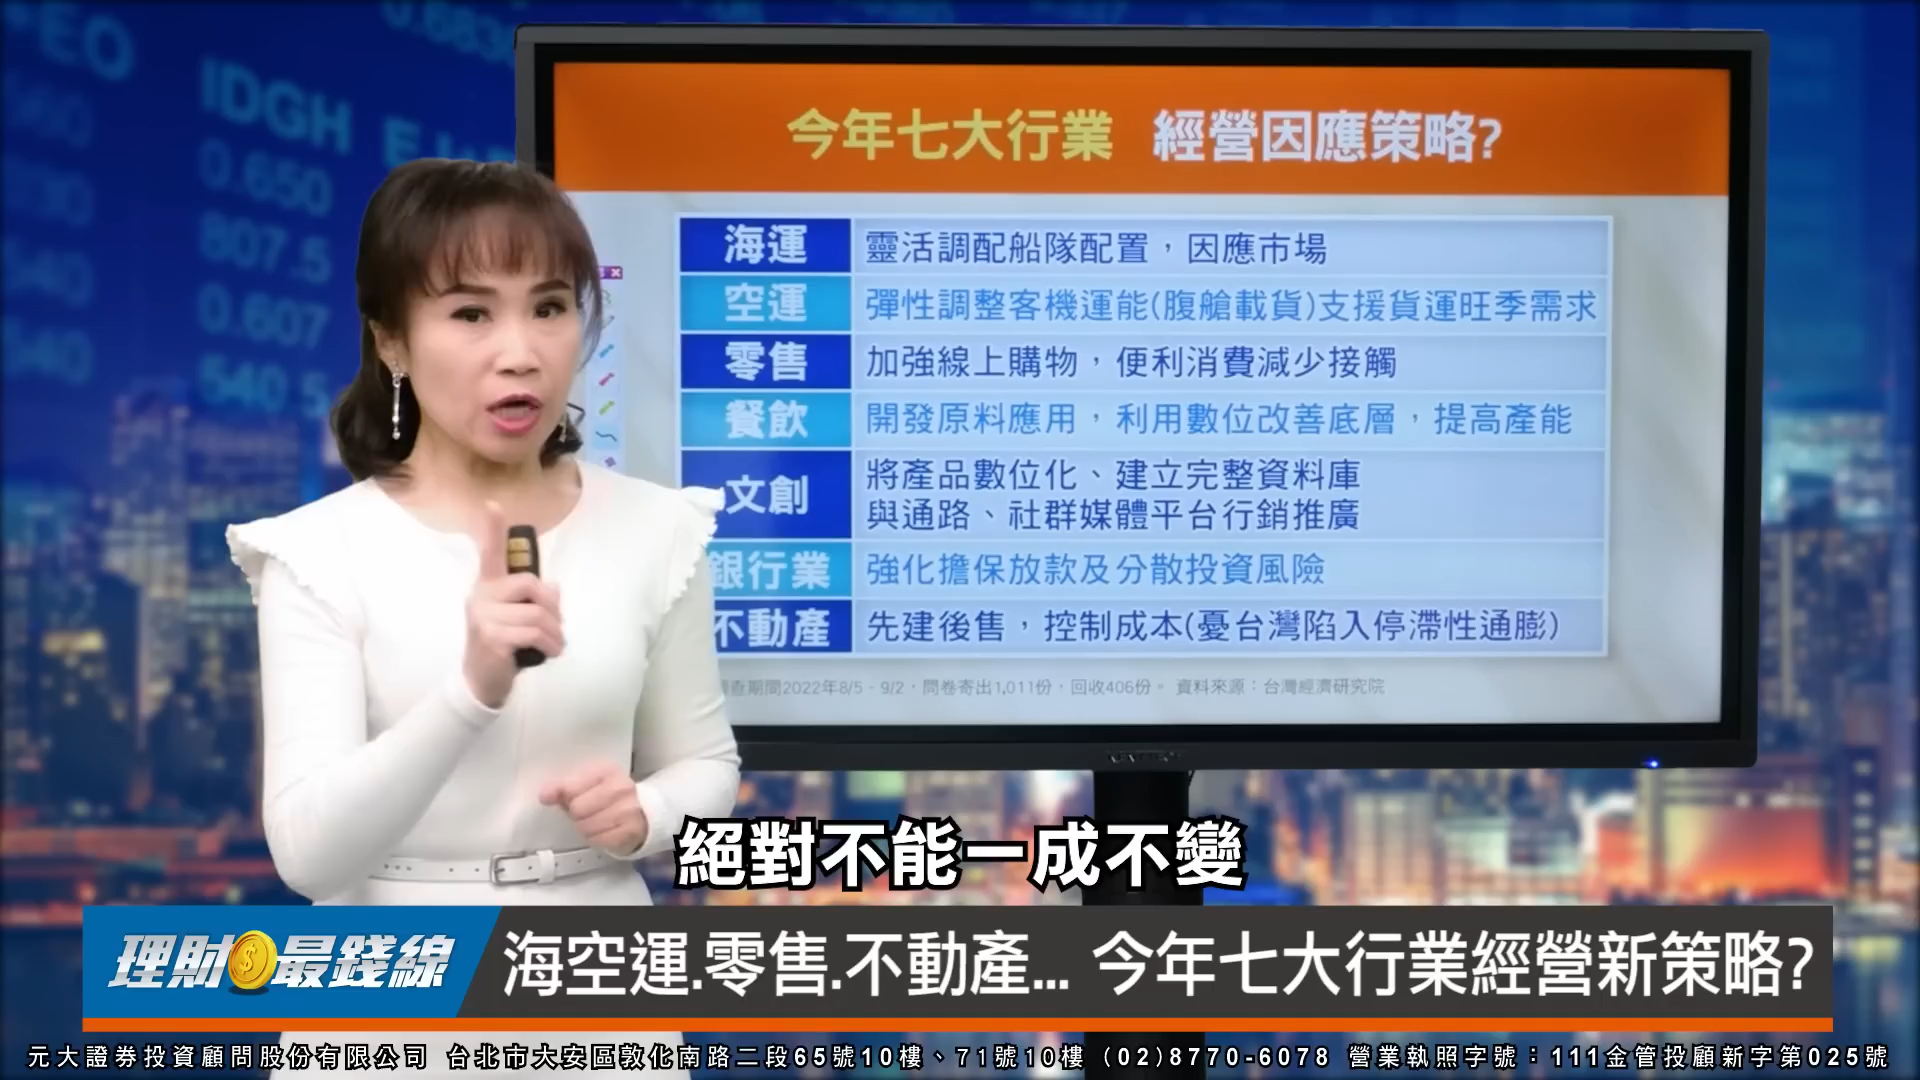 EO
IDGH
0.650
807.5
0.607
540.5
今年七大行業 經營因應策略?
海運 靈活調配船隊配置，因應市場
空運 彈性調整客機運能(腹艙載貨)支援貨運旺季需求
零售 加強線上購物，便利消費減少接觸
餐飲 開發原料應用，利用數位改善底層，提高產能
文創 將產品數位化、建立完整資料庫
與通路、社群媒體平台行銷推廣
銀行業 強化擔保放款及分散投資風險
不動產 先建後售，控制成本(憂台灣陷入停滯性通膨)
查期間2022年8/5 - 9/2，問卷寄出1,011份，回收406份。 資料來源：台灣經濟研究院
絕對不能一成不變
理財最錢線
海空運.零售.不動產... 今年七大行業經營新策略?
元大證券投資顧問股份有限公司 台北市大安區敦化南路二段65號10樓、71號10樓 (02)8770-6078 營業執照字號：111金管投顧新字第025號